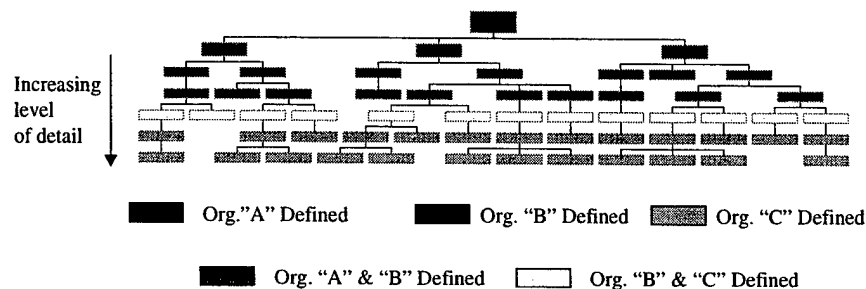 Increasing
level
of detail
Org."A" Defined
Org. “B” Defined
Org. “C” Defined
Org. “A” & “B” Defined
Org. “B” & “C” Defined